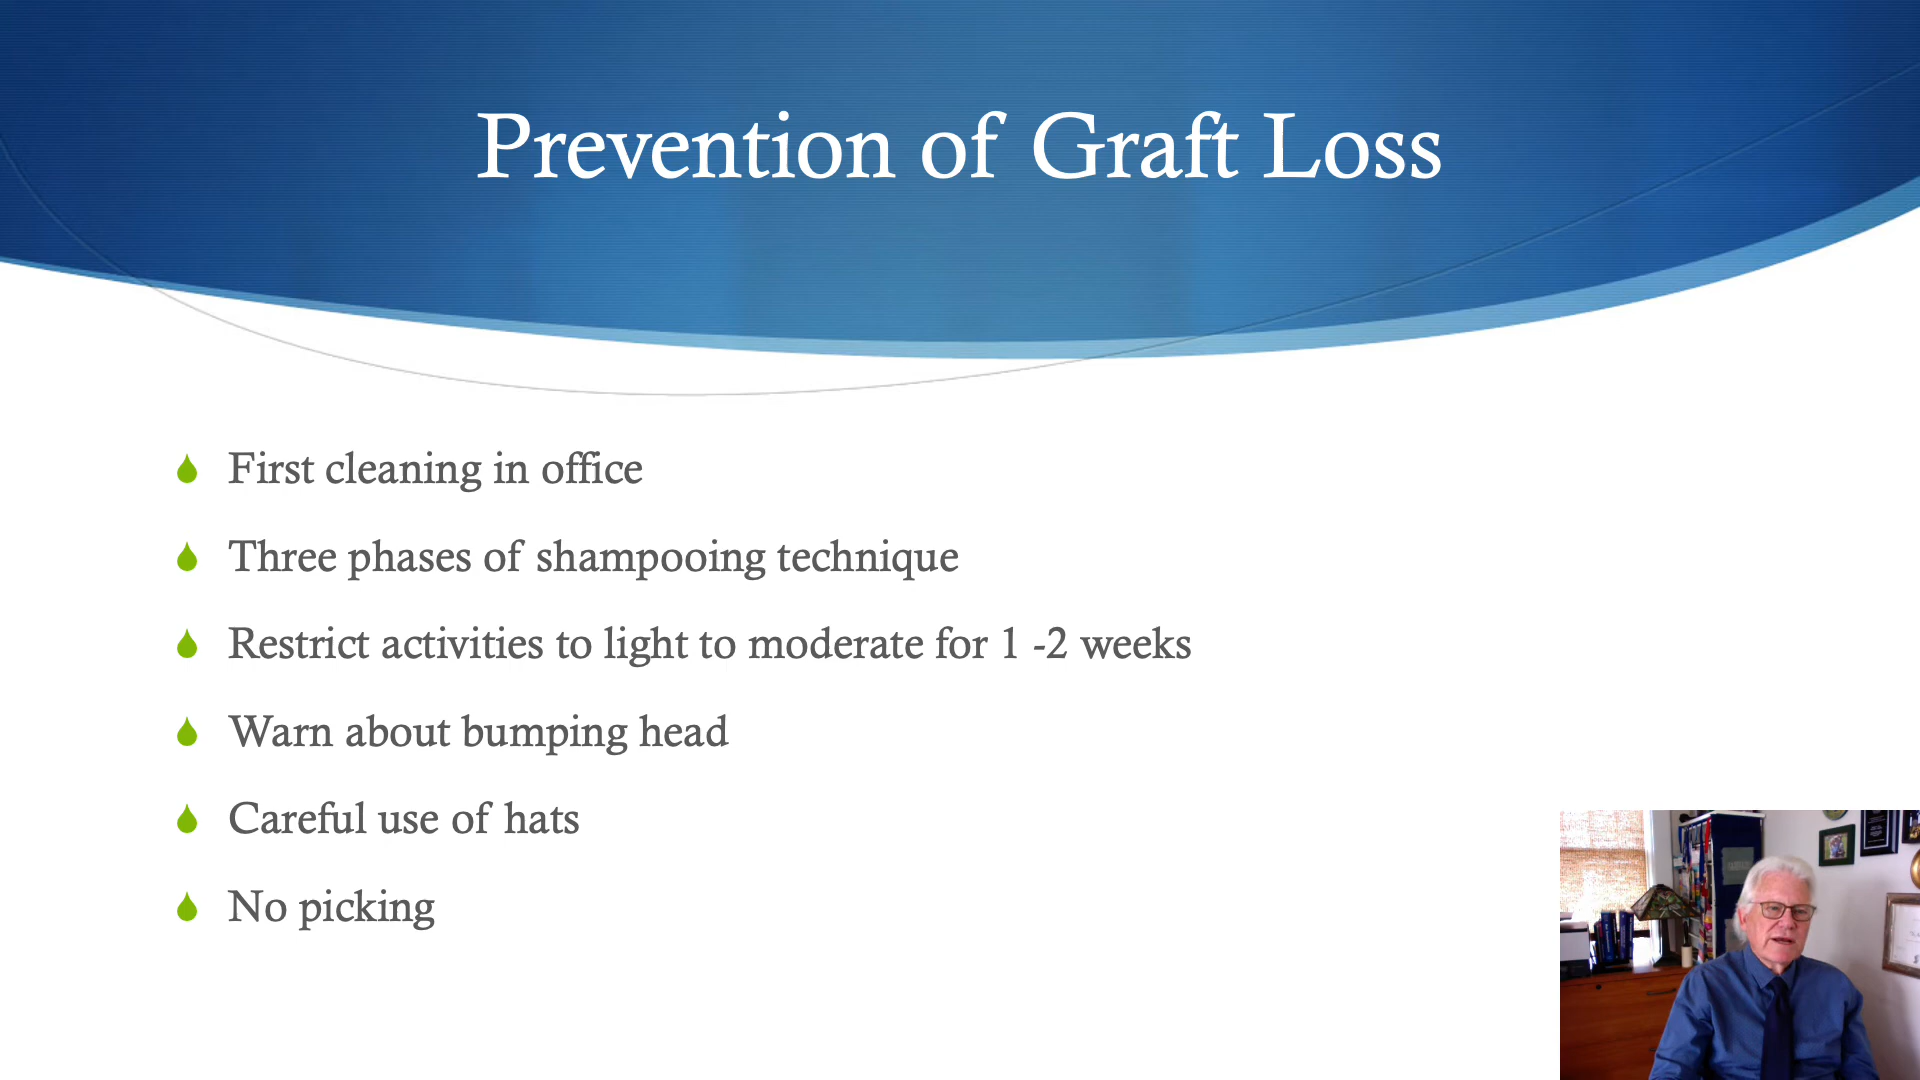 Prevention of Graft Loss
First cleaning in office
Three phases of shampooing technique
Restrict activities to light to moderate for 1 -2 weeks
Warn about bumping head
Careful use of hats
No picking